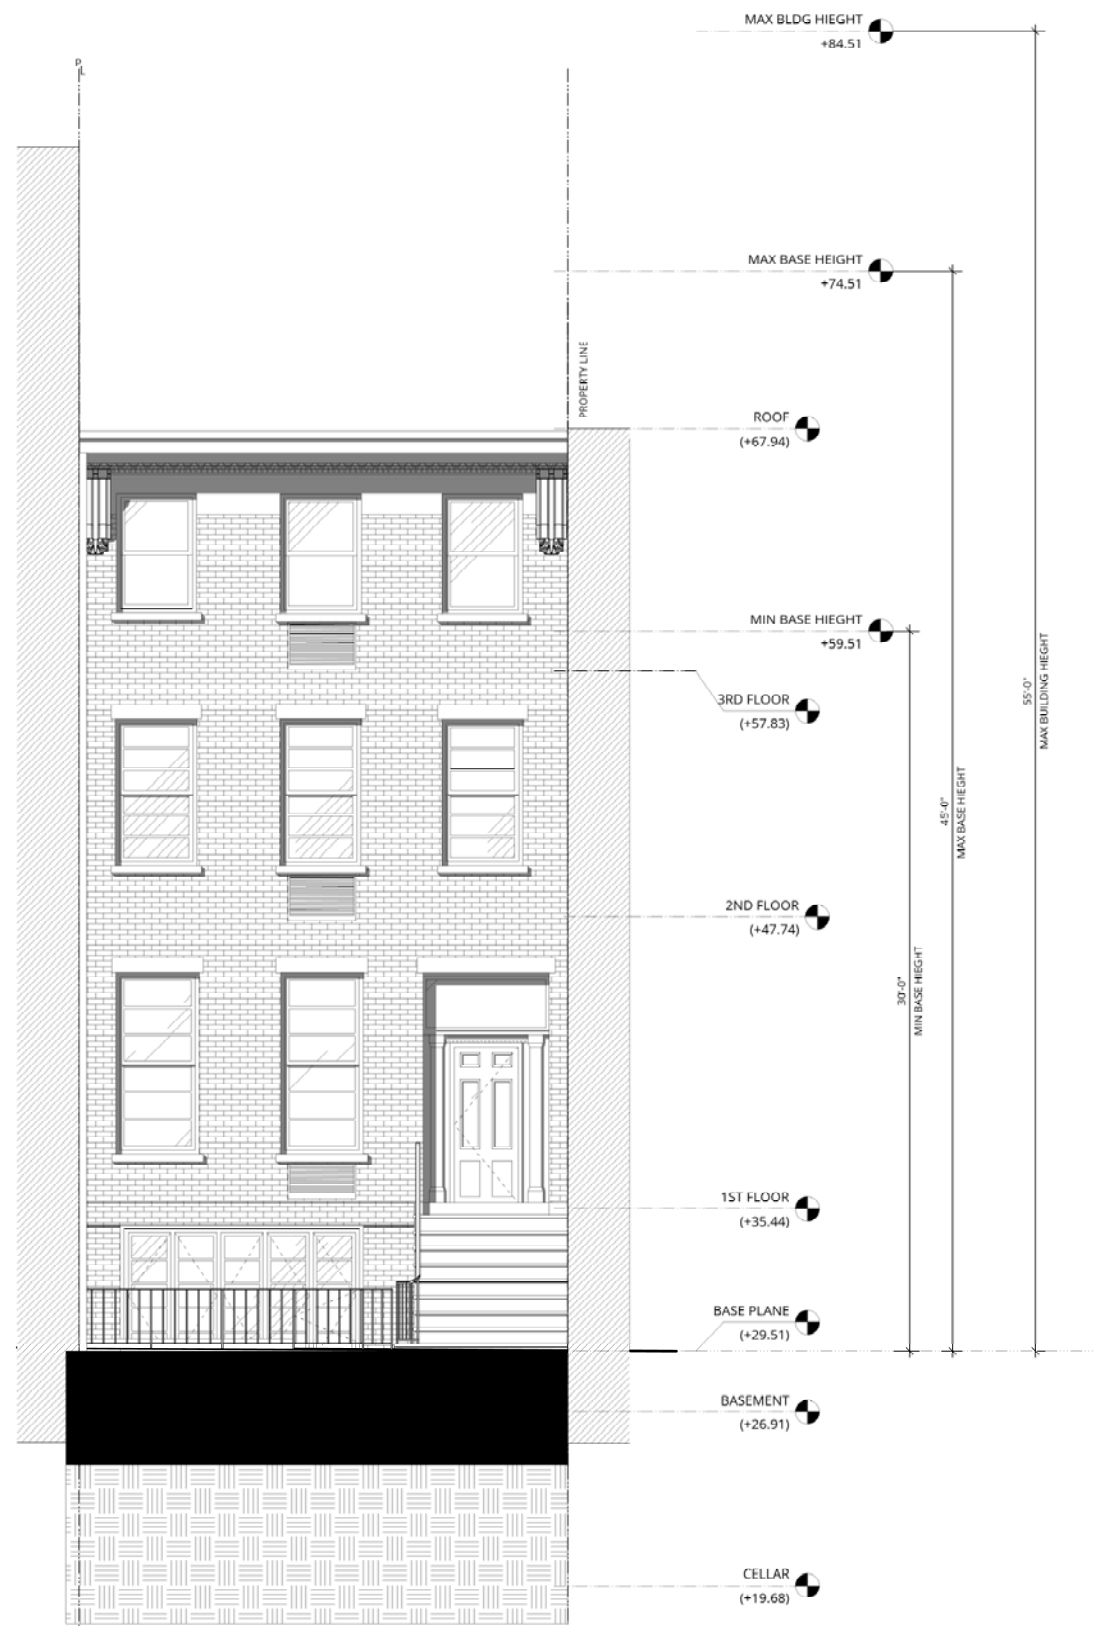 MAX BLDG HIEGHT
+84.51
PL
MAX BASE HEIGHT
+74.51
PROPERTY LINE
ROOF
(+67.94)
MIN BASE HIEGHT
+59.51
3RD FLOOR
(+57.83)
55'-0"
MAX BUILDING HIEGHT
45'-0"
MAX BASE HIEGHT
2ND FLOOR
(+47.74)
30'-0"
MIN BASE HIEGHT
1ST FLOOR
(+35.44)
BASE PLANE
(+29.51)
BASEMENT
(+26.91)
CELLAR
(+19.68)